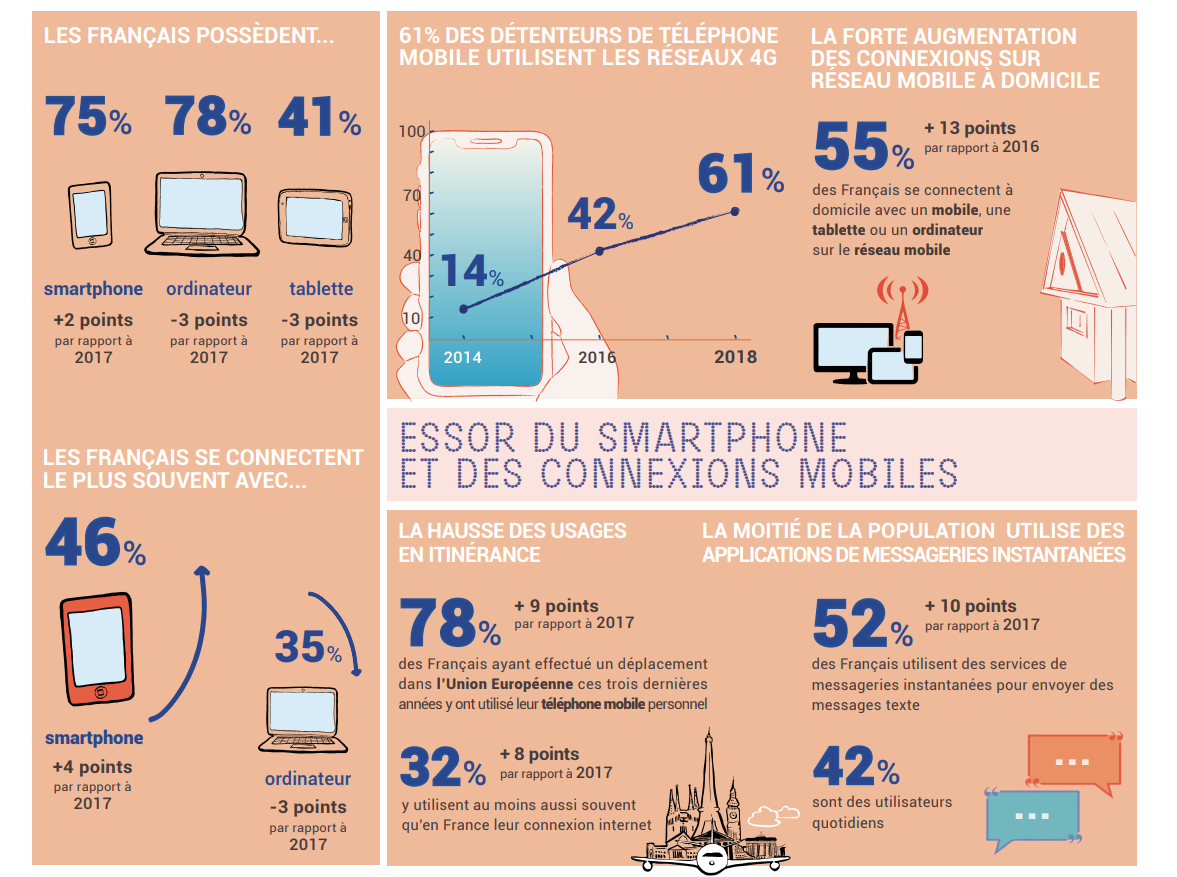 LES FRANÇAIS POSSÈDENT...
75%
78%
41%
smartphone
ordinateur
tablette
+2 points
-3 points
-3 points
par rapport à
par rapport à
par rapport à
2017
2017
2017
LES FRANÇAIS SE CONNECTENT
LE PLUS SOUVENT AVEC...
46%
35%
smartphone
+4 points
par rapport à
2017
ordinateur
-3 points
par rapport à
2017
61% DES DÉTENTEURS DE TÉLÉPHONE
MOBILE UTILISENT LES RÉSEAUX 4G
100
70
40
10
14%
42%
61%
2014
2016
2018
LA FORTE AUGMENTATION
DES CONNEXIONS SUR
RÉSEAU MOBILE À DOMICILE
55%
+ 13 points
par rapport à 2016
des Français se connectent à
domicile avec un mobile, une
tablette ou un ordinateur
sur le réseau mobile
ESSOR DU SMARTPHONE
ET DES CONNEXIONS MOBILES
LA HAUSSE DES USAGES
EN ITINÉRANCE
78%
+ 9 points
par rapport à 2017
des Français ayant effectué un déplacement
dans l'Union Européenne ces trois dernières
années y ont utilisé leur téléphone mobile personnel
32%
+ 8 points
par rapport à 2017
y utilisent au moins aussi souvent
qu'en France leur connexion internet
LA MOITIÉ DE LA POPULATION UTILISE DES
APPLICATIONS DE MESSAGERIES INSTANTANÉES
52%
+ 10 points
par rapport à 2017
des Français utilisent des services de
messageries instantanées pour envoyer des
messages texte
42%
sont des utilisateurs
quotidiens